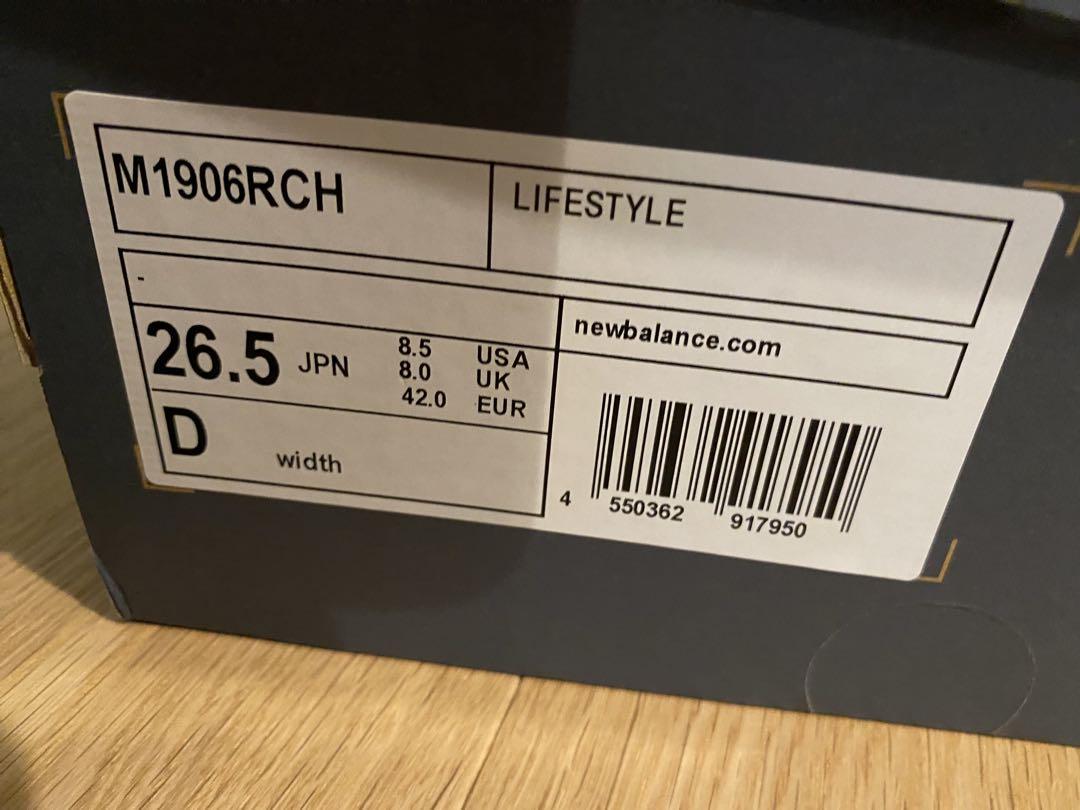 M1906RCH
LIFESTYLE
-
26.5 JPN
8.5 USA
8.0 UK
42.0 EUR
D width
newbalance.com
4 550362 917950